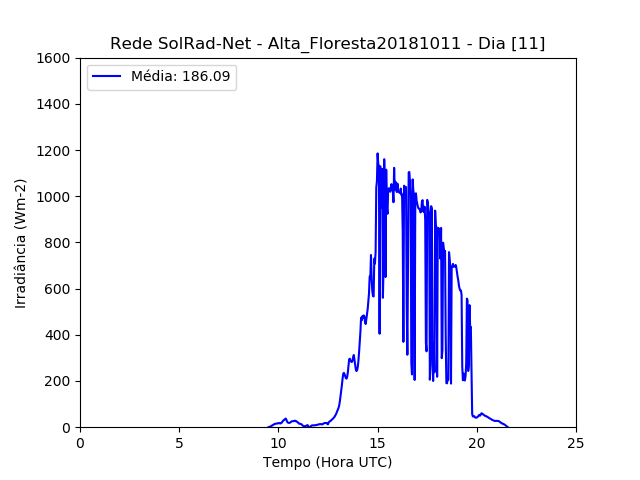 Rede SolRad-Net - Alta_Floresta20181011 - Dia [11]
Média: 186.09
1600
1400
1200
1000
800
600
400
200
0
Irradiância (Wm-2)
0 5 10 15 20 25
Tempo (Hora UTC)